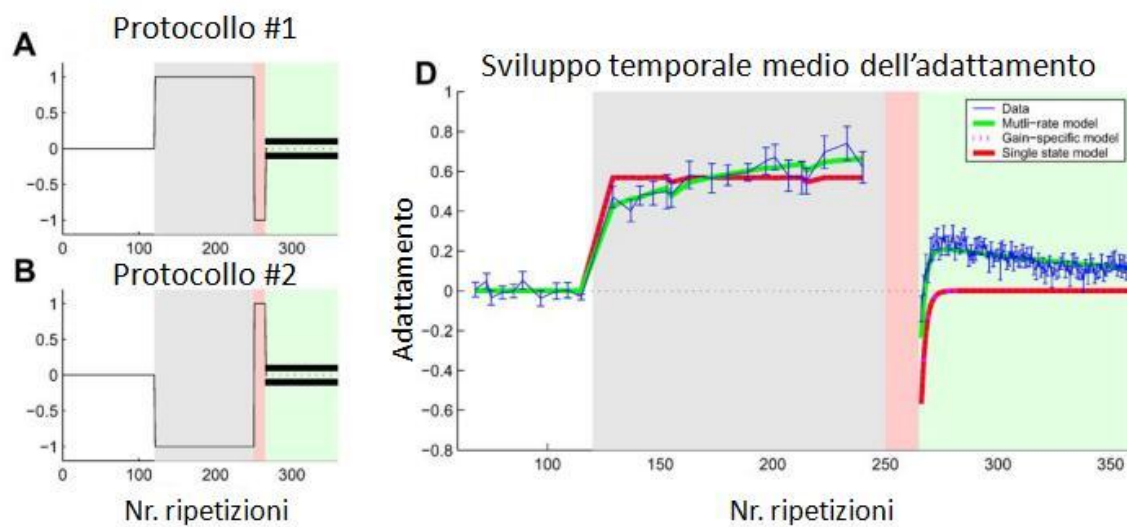 A
Protocollo #1
1
0.5
0
−0.5
−1
0
100
200
300
B
Protocollo #2
1
0.5
0
−0.5
−1
0
100
200
300
Nr. ripetizioni
D
Sviluppo temporale medio dell'adattamento
Adattamento
1
0.8
0.6
0.4
0.2
0
−0.2
−0.4
−0.6
−0.8
Data
Mutli−rate model
Gain−specific model
Single state model
100
150
200
250
300
350
Nr. ripetizioni